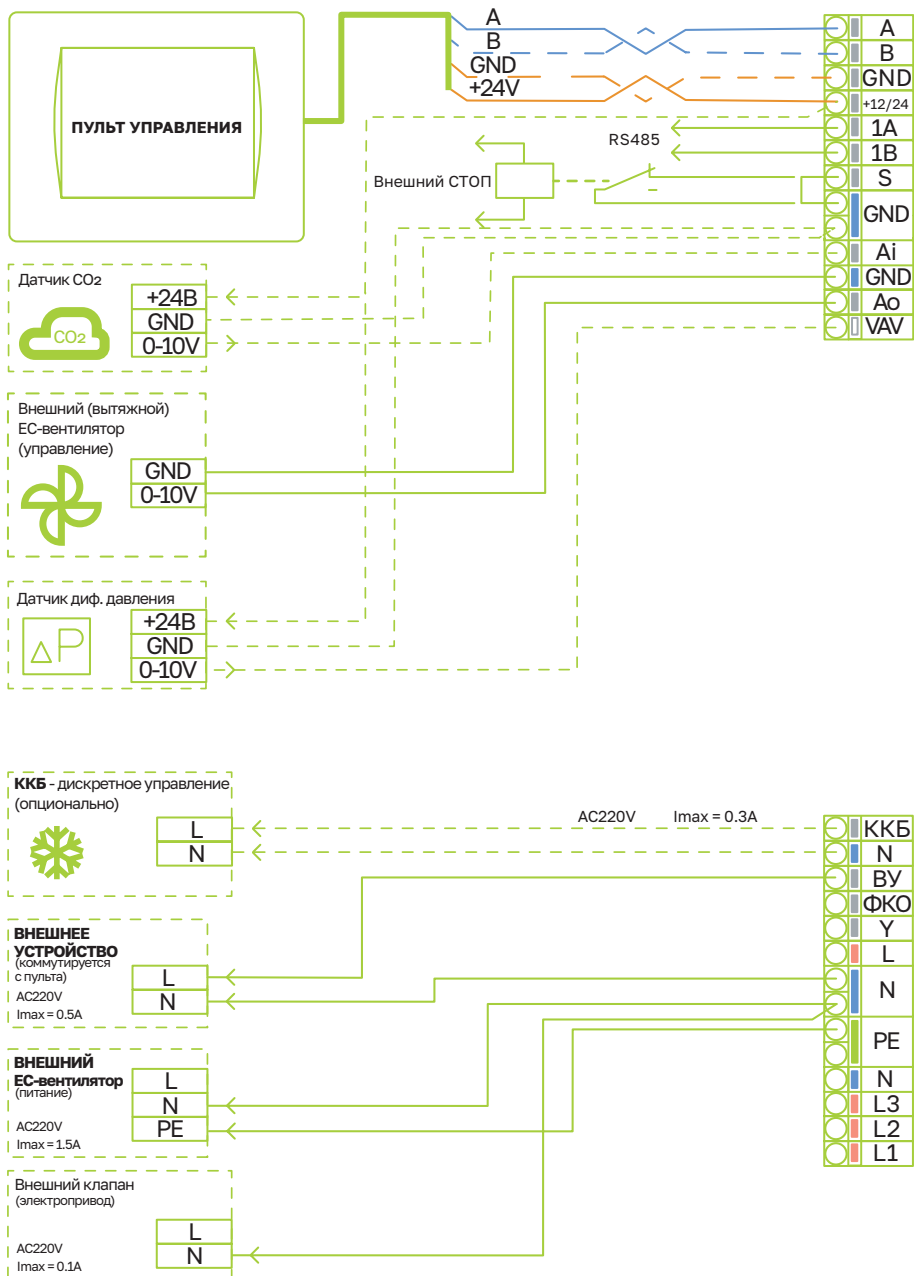 A
B
GND
+24V
ПУЛЬТ УПРАВЛЕНИЯ
RS485
Внешний СТОП
A
B
GND
+12/24
1A
1B
S
GND
Ai
GND
Ao
VAV
Датчик CO2
CO2
+24В
GND
0-10V
Внешний (вытяжной)
ЕС-вентилятор
(управление)
GND
0-10V
Датчик диф. давления
ΔP
+24В
GND
0-10V
ККБ - дискретное управление
(опционально)
L
N
AC220V Imax = 0.3A
ККБ
N
ВУ
ФКО
Y
L
N
PE
N
L3
L2
L1
ВНЕШНЕЕ
УСТРОЙСТВО
(коммутируется
с пульта)
AC220V
Imax = 0.5A
L
N
ВНЕШНИЙ
ЕС-вентилятор
(питание)
AC220V
Imax = 1.5A
L
N
PE
Внешний клапан
(электропривод)
AC220V
Imax = 0.1A
L
N